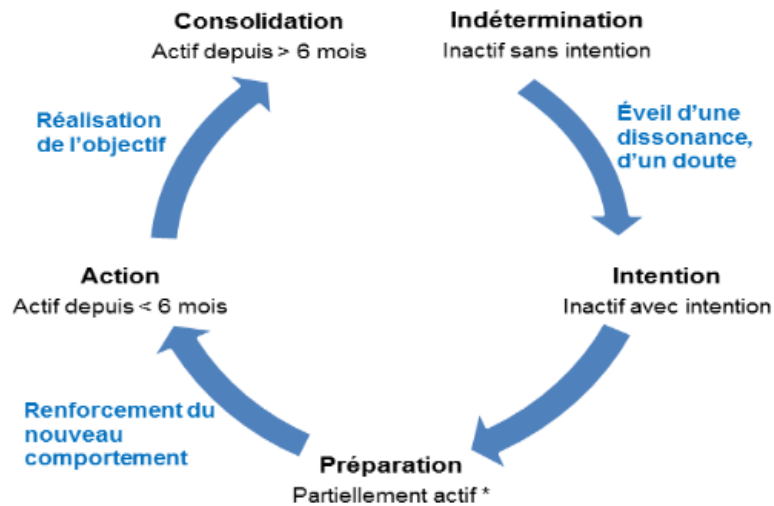 Consolidation
Actif depuis > 6 mois
Indétermination
Inactif sans intention
Éveil d'une
dissonance,
d'un doute
Intention
Inactif avec intention
Préparation
Partiellement actif *
Renforcement du
nouveau
comportement
Action
Actif depuis < 6 mois
Réalisation
de l'objectif